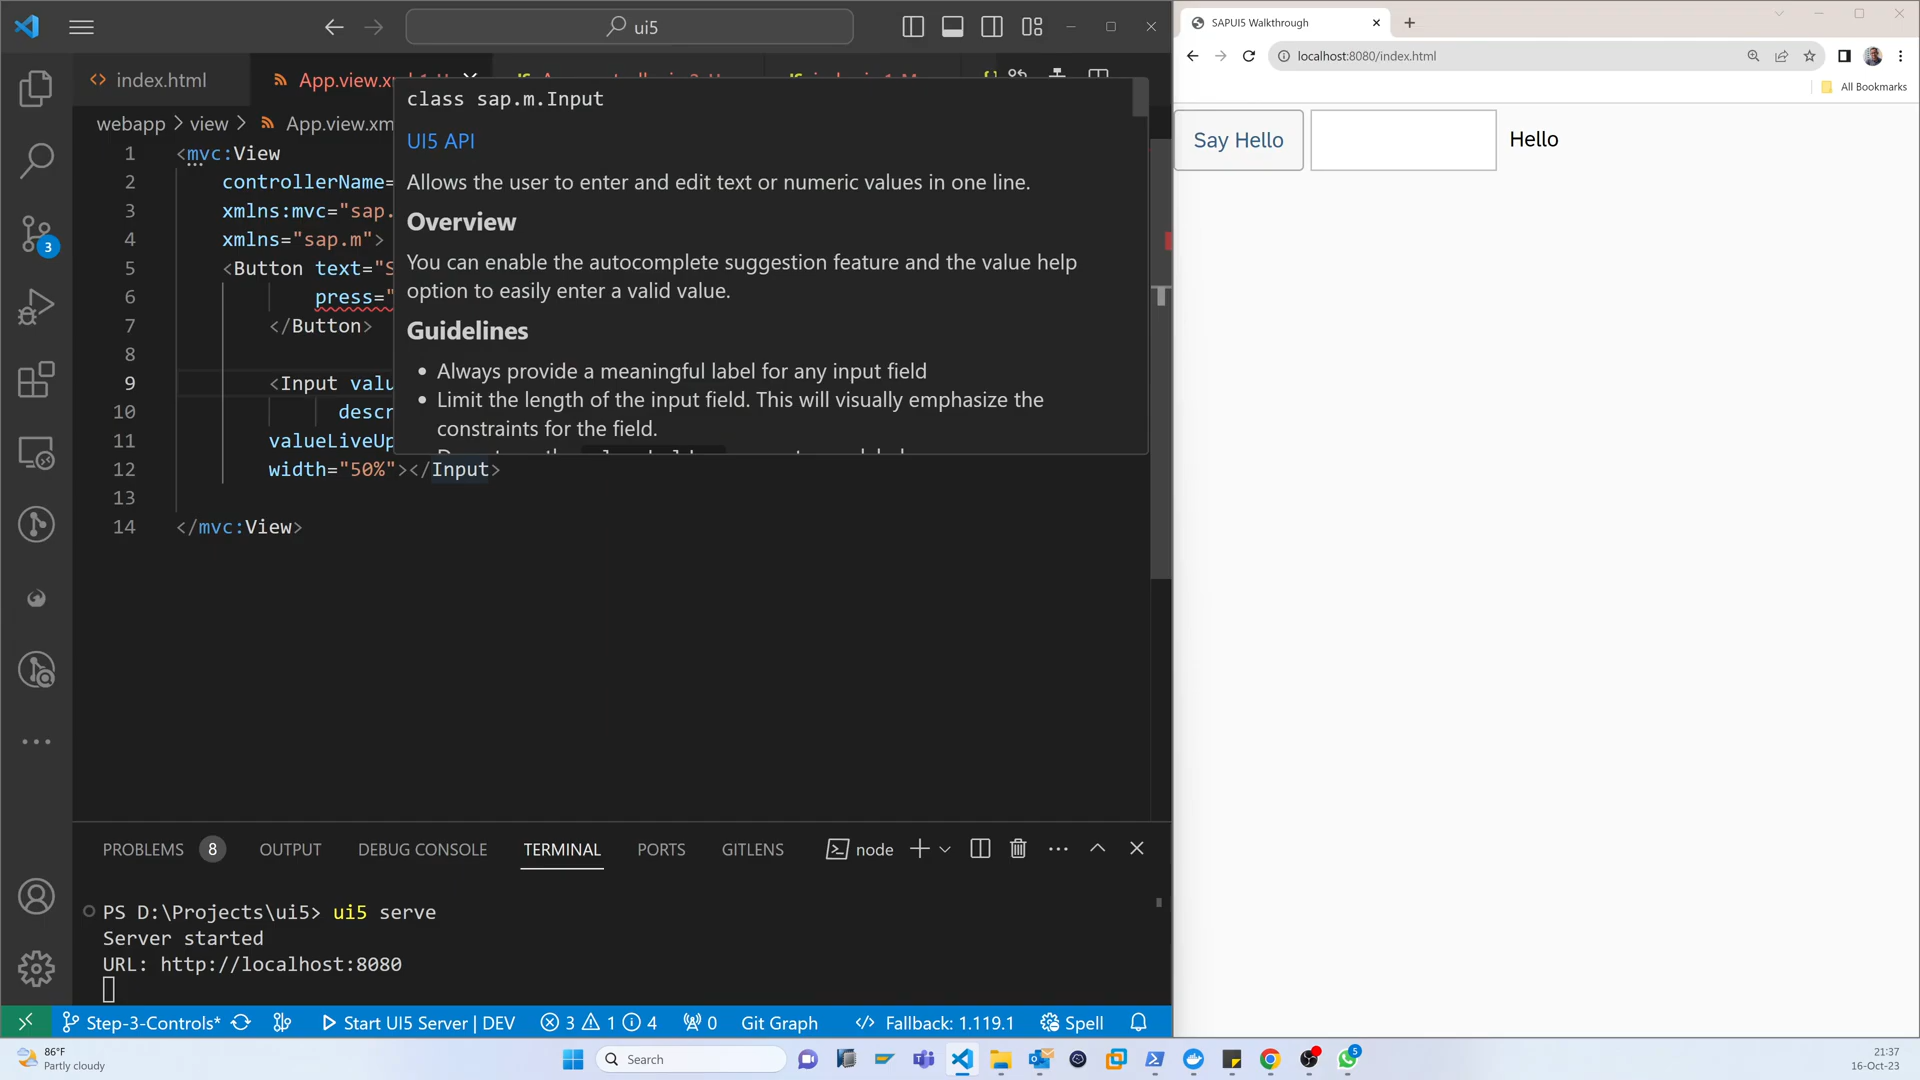 ui5
index.html
App.view.x
class sap.m.Input
UI5 API
webapp > view > App.view.xm
Allows the user to enter and edit text or numeric values in one line.
Overview
You can enable the autocomplete suggestion feature and the value help
option to easily enter a valid value.
Guidelines
• Always provide a meaningful label for any input field
• Limit the length of the input field. This will visually emphasize the
constraints for the field.
1 <mvc:View
2 controllerName=
3 xmlns:mvc="sap.
4 xmlns="sap.m">
5 <Button text="S
6 press="
7 </Button>
8
9 <Input valu
10 descr
11 valueLiveUp
12 width="50%"></Input>
13
14 </mvc:View>
3
PROBLEMS 8 OUTPUT DEBUG CONSOLE TERMINAL PORTS GITLENS node
PS D:\Projects\ui5> ui5 serve
Server started
URL: http://localhost:8080
Step-3-Controls* Start UI5 Server | DEV 3 1 4 0 Git Graph Fallback: 1.119.1 Spell
SAPUI5 Walkthrough
localhost:8080/index.html
All Bookmarks
Say Hello Hello
86°F
Partly cloudy
Search
5
21:37
16-Oct-23